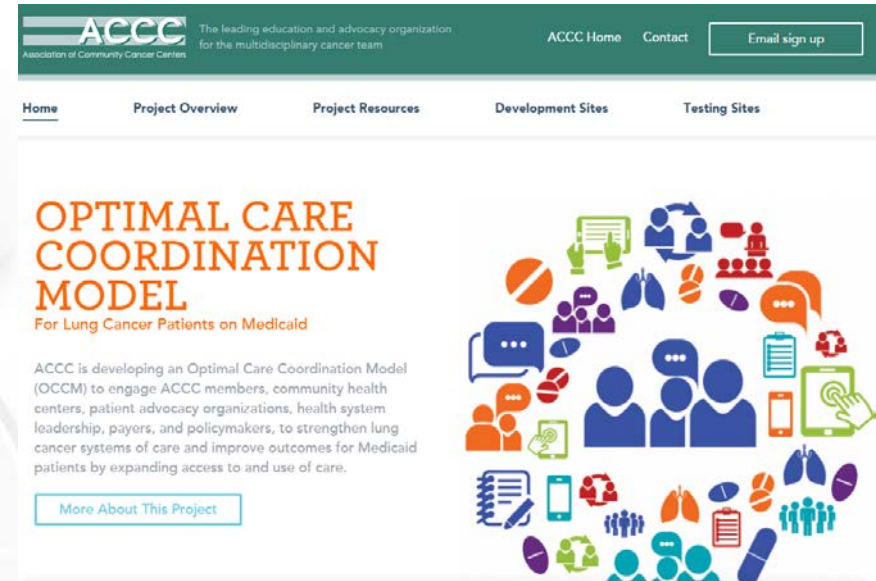 ACCC
Association of Community Cancer Centers
The leading education and advocacy organization
for the multidisciplinary cancer team
ACCC Home Contact Email sign up
Home Project Overview Project Resources Development Sites Testing Sites
OPTIMAL CARE
COORDINATION
MODEL
For Lung Cancer Patients on Medicaid
ACCC is developing an Optimal Care Coordination Model
(OCCM) to engage ACCC members, community health
centers, patient advocacy organizations, health system
leadership, payers, and policymakers, to strengthen lung
cancer systems of care and improve outcomes for Medicaid
patients by expanding access to and use of care.
More About This Project